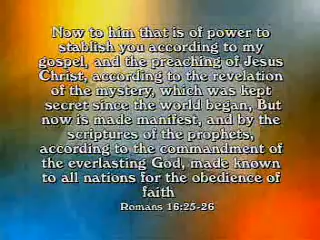 Now to him that is of power to
stablish you according to my
gospel, and the preaching of Jesus
Christ, according to the revelation
of the mystery, which was kept
secret since the world began, But
now is made manifest, and by the
scriptures of the prophets,
according to the commandment of
the everlasting God, made known
to all nations for the obedience of
faith
Romans 16:25-26